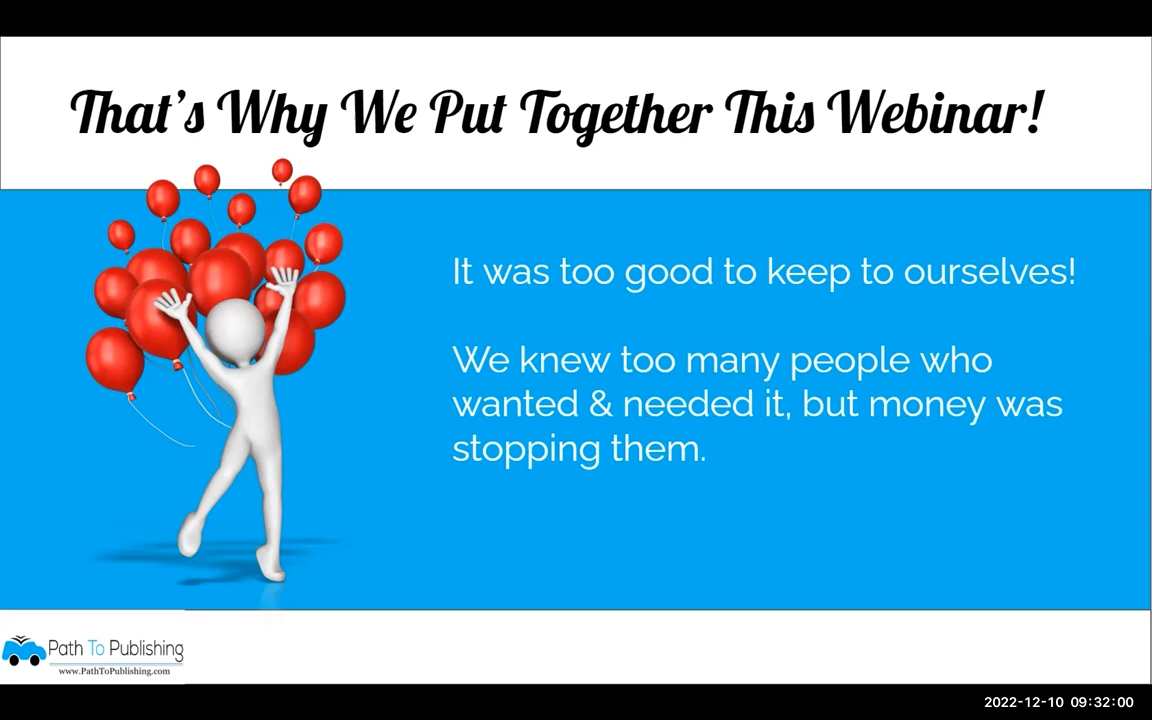 That's Why We Put Together This Webinar!
It was too good to keep to ourselves!
We knew too many people who
wanted & needed it, but money was
stopping them.
Path To Publishing
www.PathToPublishing.com
2022-12-10 09:32:00